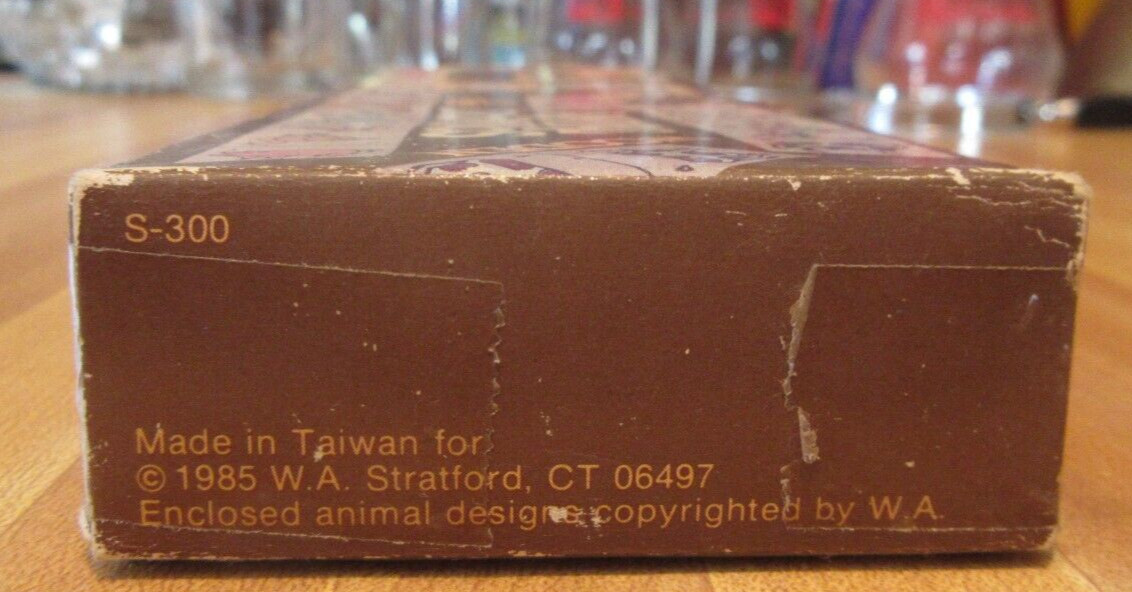 S-300
Made in Taiwan for
© 1985 W.A. Stratford, CT 06497
Enclosed animal designs copyrighted by W.A.